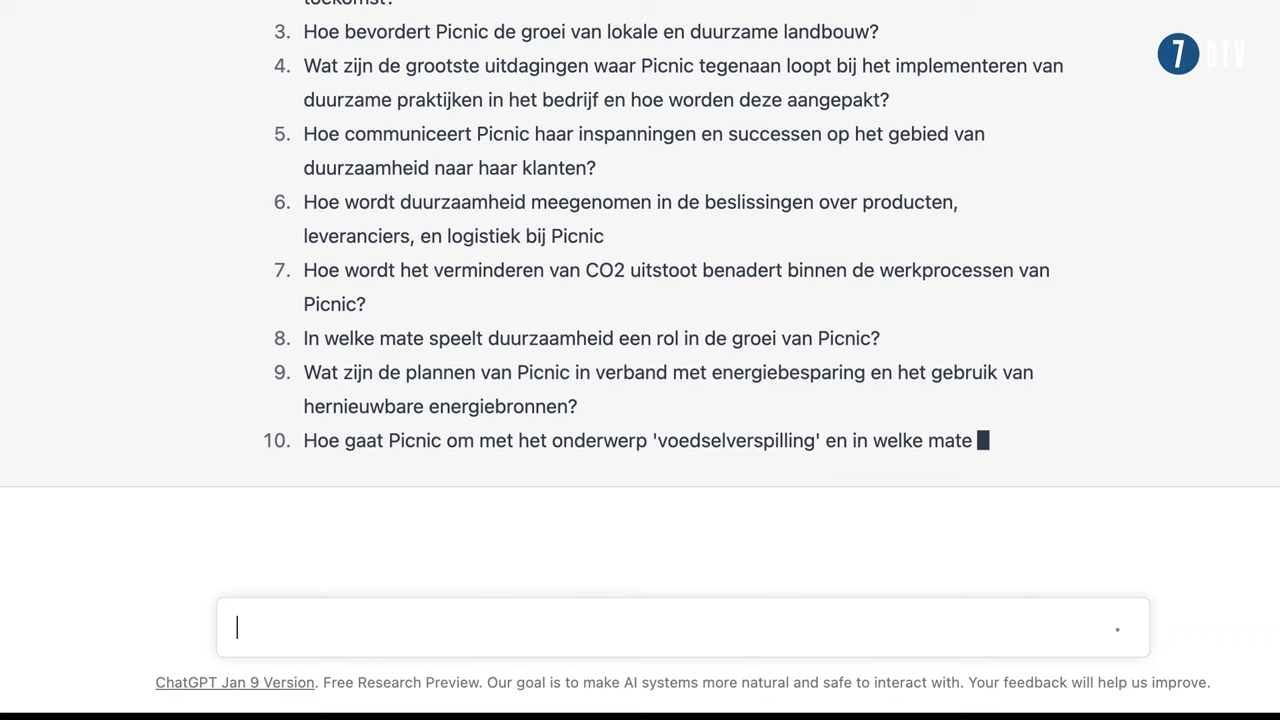 toekomst?
3. Hoe bevordert Picnic de groei van lokale en duurzame landbouw?
7 DTV
4. Wat zijn de grootste uitdagingen waar Picnic tegenaan loopt bij het implementeren van
duurzame praktijken in het bedrijf en hoe worden deze aangepakt?
5. Hoe communiceert Picnic haar inspanningen en successen op het gebied van
duurzaamheid naar haar klanten?
6. Hoe wordt duurzaamheid meegenomen in de beslissingen over producten,
leveranciers, en logistiek bij Picnic
7. Hoe wordt het verminderen van CO2 uitstoot benadert binnen de werkprocessen van
Picnic?
8. In welke mate speelt duurzaamheid een rol in de groei van Picnic?
9. Wat zijn de plannen van Picnic in verband met energiebesparing en het gebruik van
hernieuwbare energiebronnen?
10. Hoe gaat Picnic om met het onderwerp 'voedselverspilling' en in welke mate
ChatGPT Jan 9 Version. Free Research Preview. Our goal is to make AI systems more natural and safe to interact with. Your feedback will help us improve.